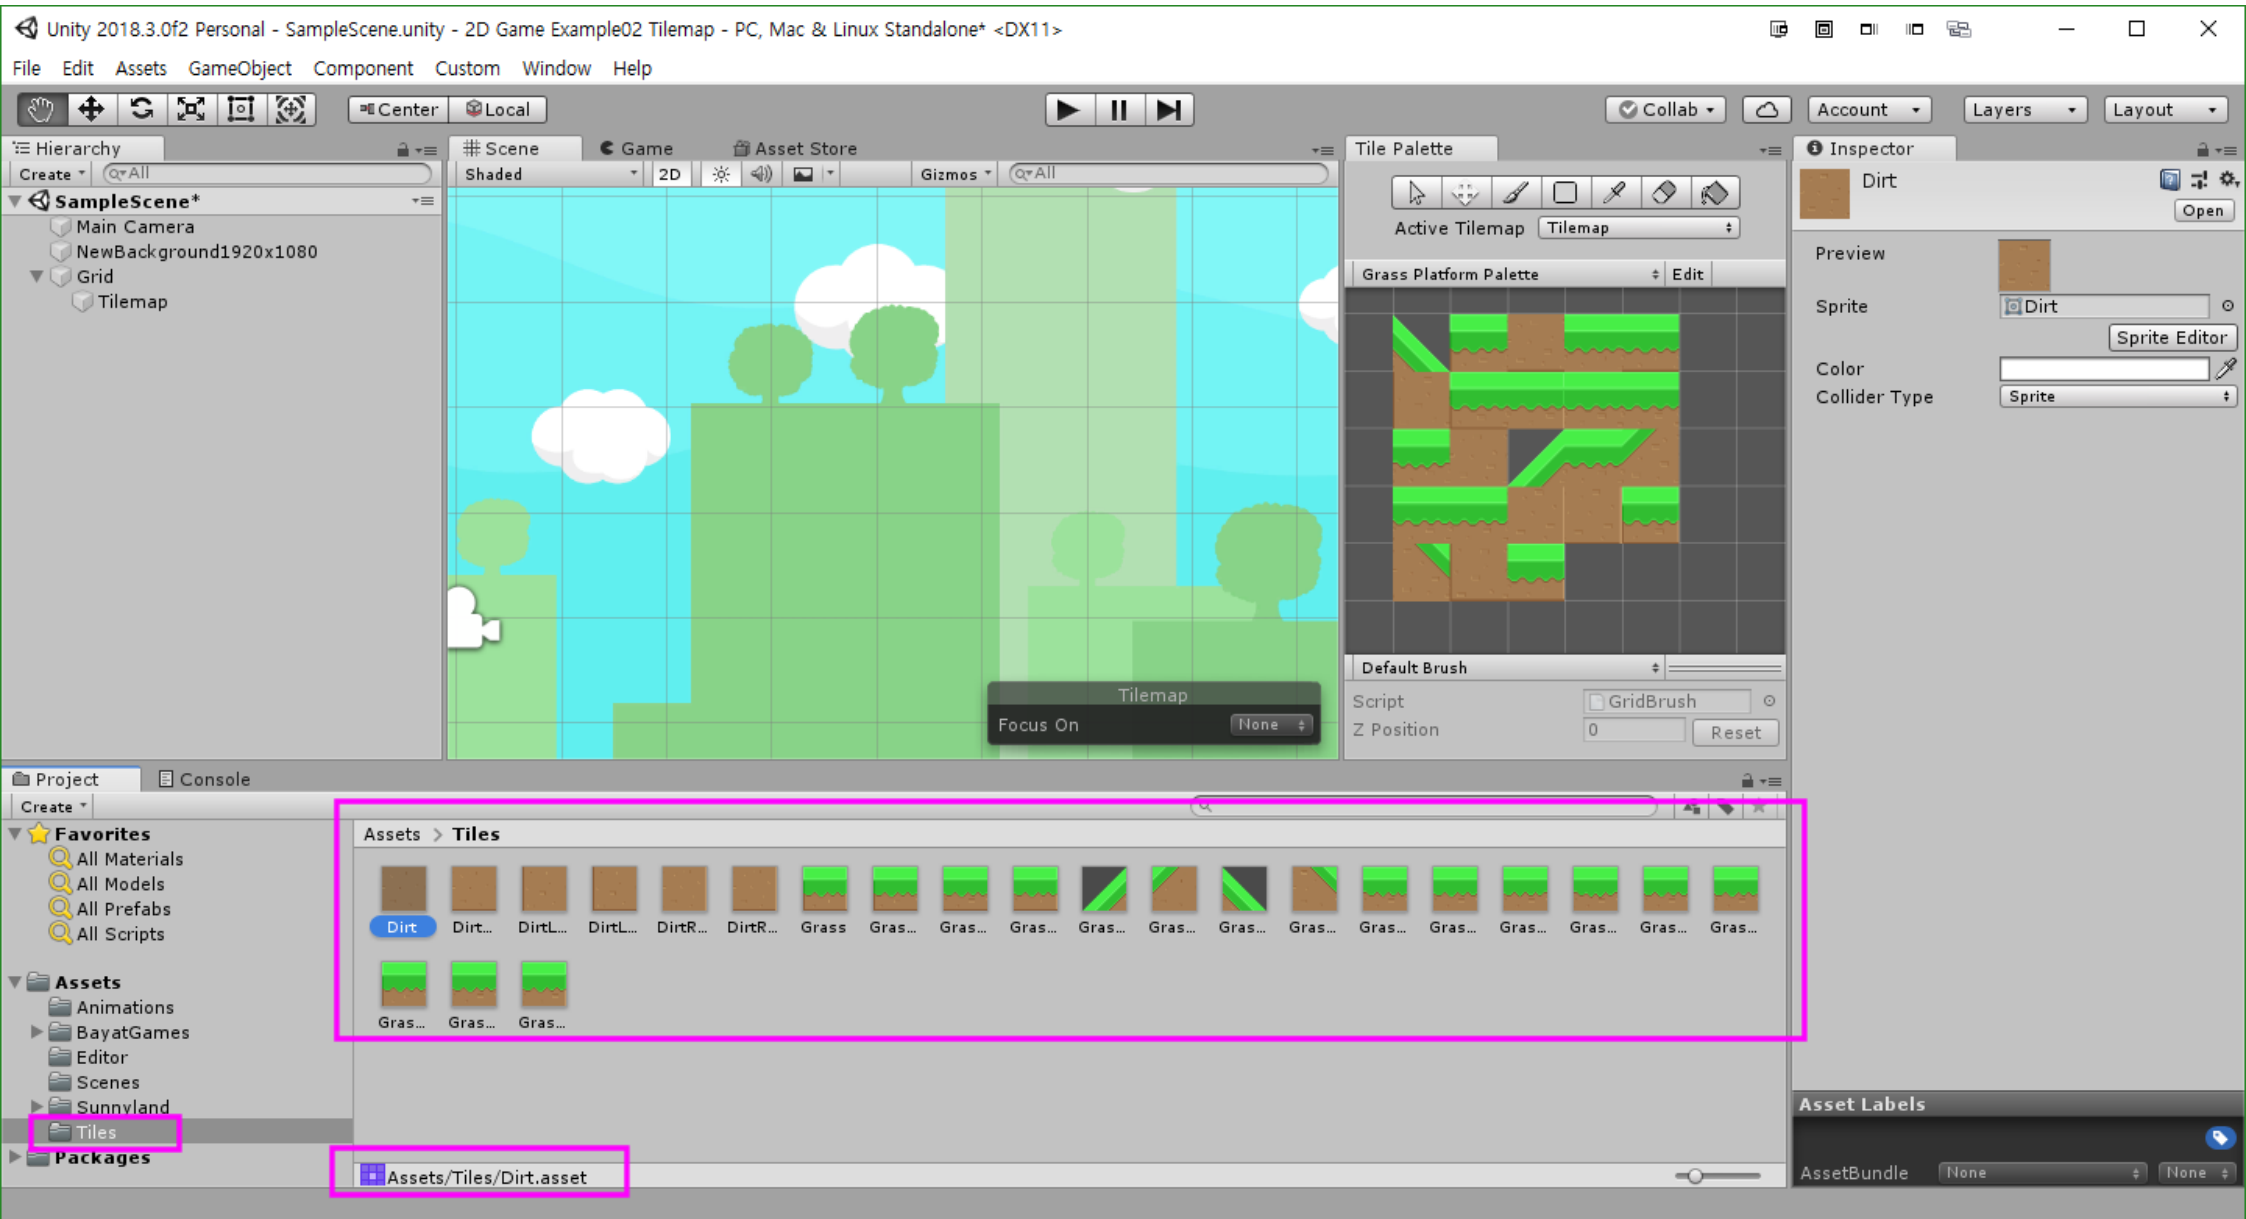 Unity 2018.3.0f2 Personal - SampleScene.unity - 2D Game Example02 Tilemap - PC, Mac & Linux Standalone* <DX11>
File Edit Assets GameObject Component Custom Window Help
Center Local Collab Account Layers Layout
Hierarchy
Create All
SampleScene*
Main Camera
NewBackground1920x1080
Grid
Tilemap
Scene Game Asset Store
Shaded 2D Gizmos All
Tilemap
Focus On None
Tile Palette
Active Tilemap Tilemap
Grass Platform Palette Edit
Default Brush
Script GridBrush
Z Position 0 Reset
Inspector
Dirt
Open
Preview
Sprite Dirt
Sprite Editor
Color
Collider Type Sprite
Project Console
Create
Favorites
All Materials
All Models
All Prefabs
All Scripts
Assets
Animations
BayatGames
Editor
Scenes
Sunnyland
Tiles
Packages
Assets > Tiles
Dirt Dirt... DirtL... DirtL... DirtR... DirtR... Grass Gras... Gras... Gras... Gras... Gras... Gras... Gras... Gras... Gras... Gras... Gras... Gras... Gras...
Gras... Gras... Gras...
Assets/Tiles/Dirt.asset
Asset Labels
AssetBundle None None